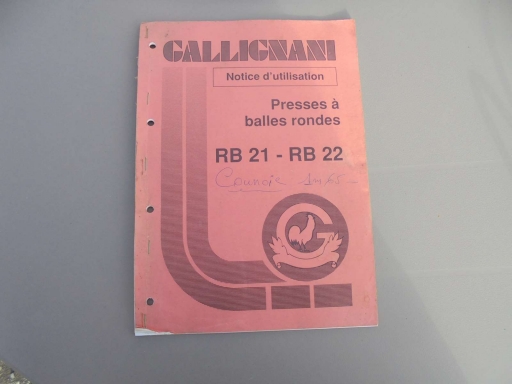 GALLIGNANI
Notice d'utilisation
Presses à
balles rondes
RB 21 - RB 22
G